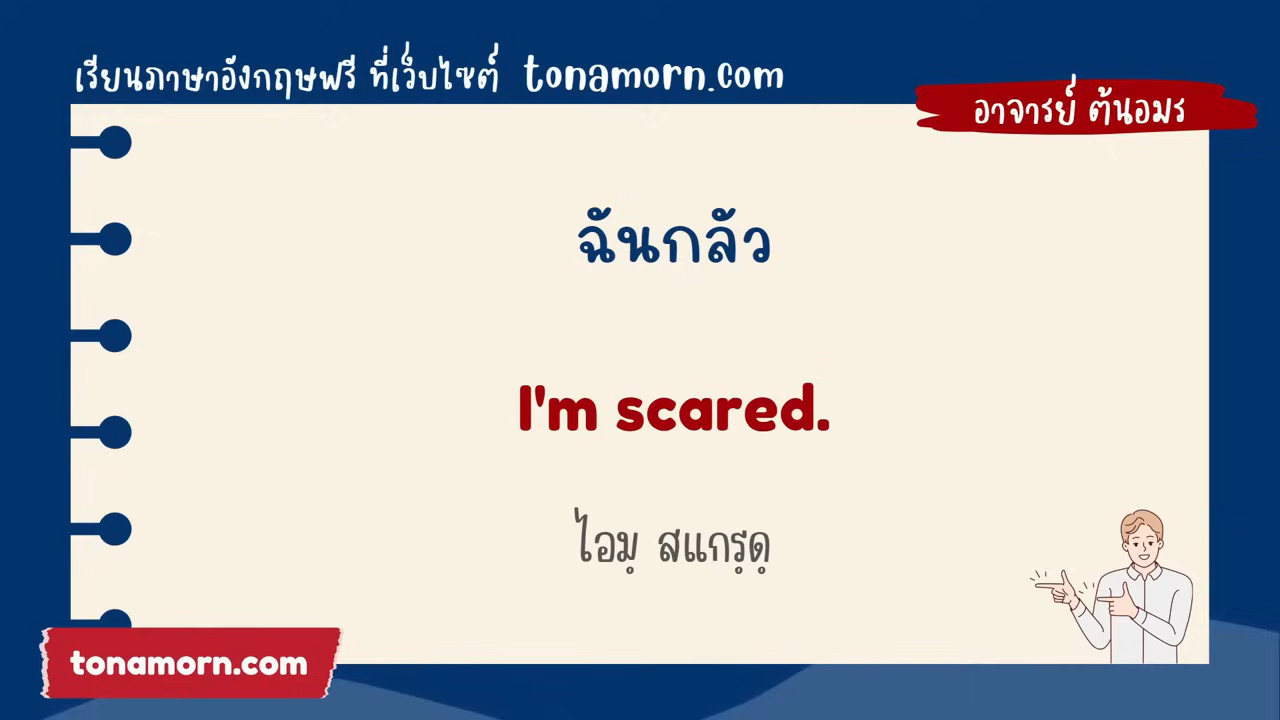 เรียนภาษาอังกฤษฟรี ที่เว็บไซต์ tonamorn.com
อาจารย์ ต้นอมร
ฉันกลัว
I'm scared.
ไอมฺ สแกรฺดฺ
tonamorn.com